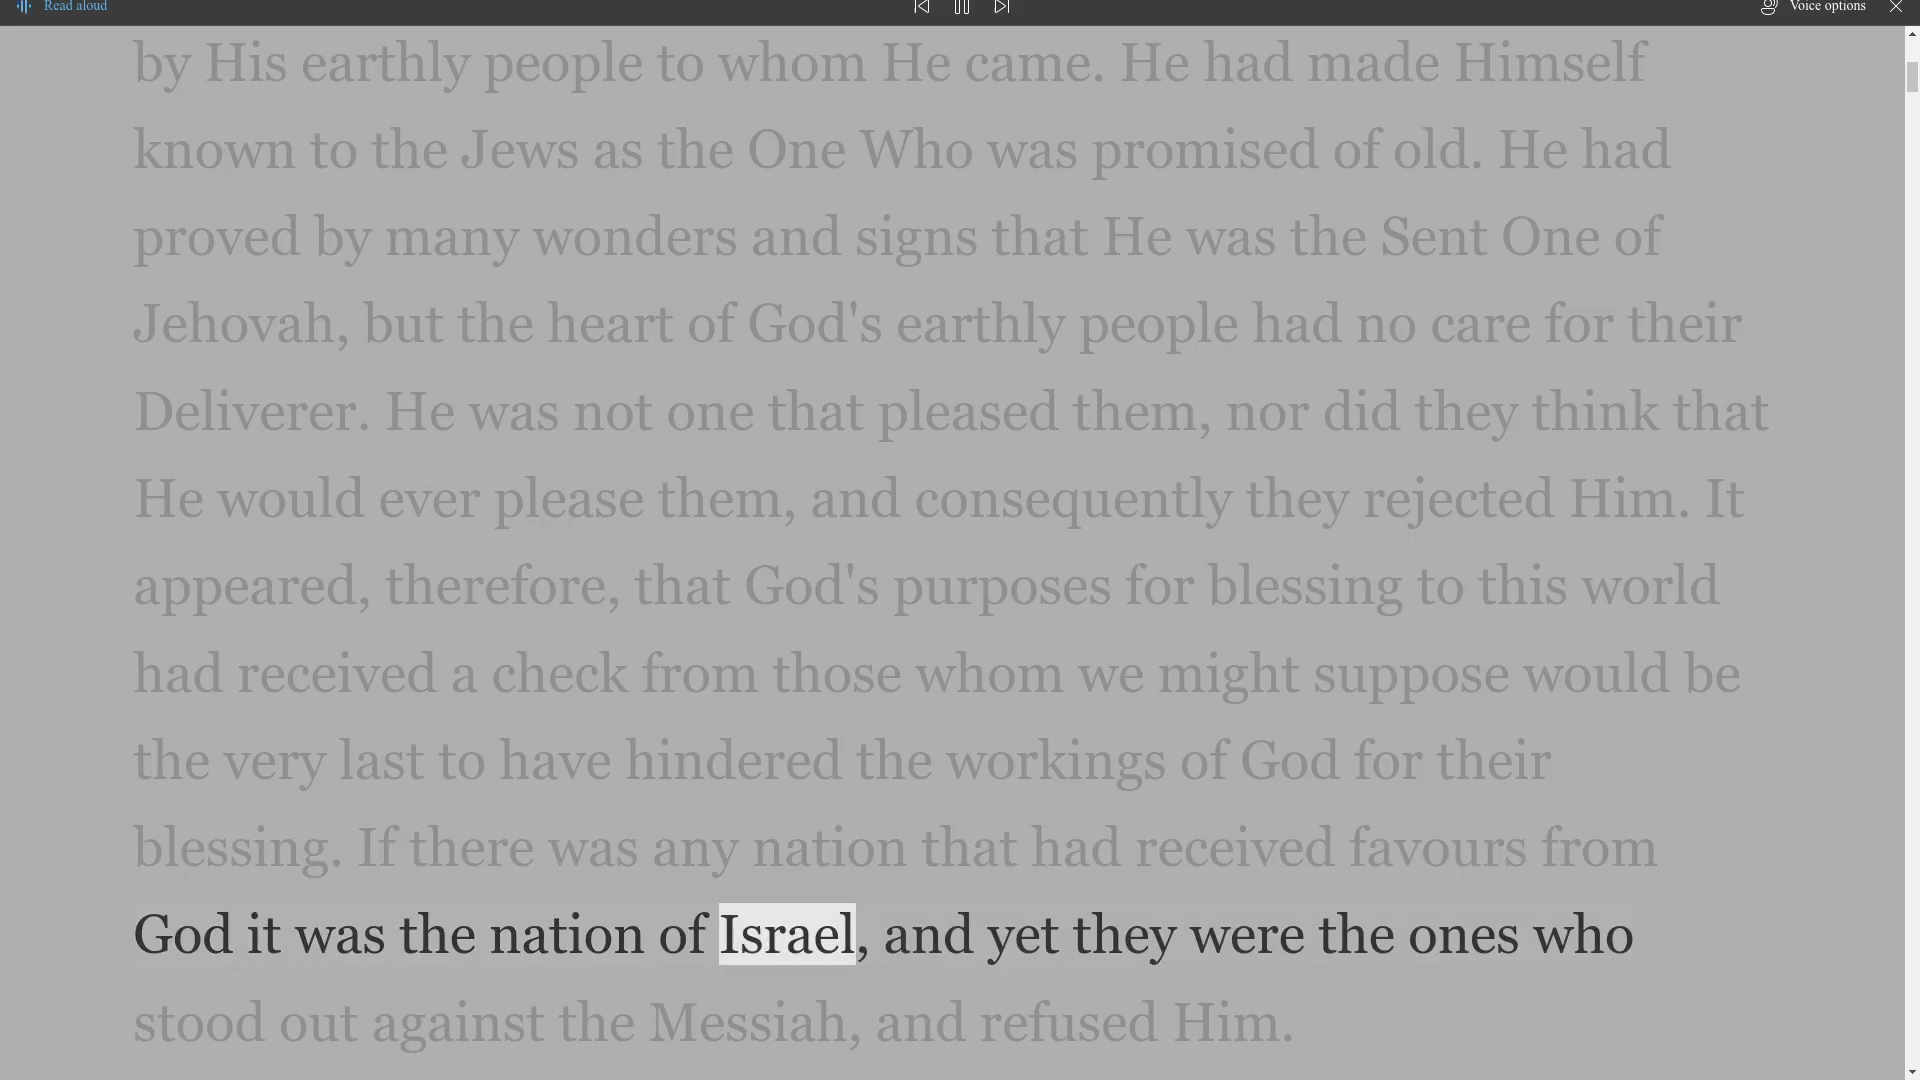 Read aloud
Voice options
by His earthly people to whom He came. He had made Himself
known to the Jews as the One Who was promised of old. He had
proved by many wonders and signs that He was the Sent One of
Jehovah, but the heart of God's earthly people had no care for their
Deliverer. He was not one that pleased them, nor did they think that
He would ever please them, and consequently they rejected Him. It
appeared, therefore, that God's purposes for blessing to this world
had received a check from those whom we might suppose would be
the very last to have hindered the workings of God for their
blessing. If there was any nation that had received favours from
God it was the nation of Israel, and yet they were the ones who
stood out against the Messiah, and refused Him.